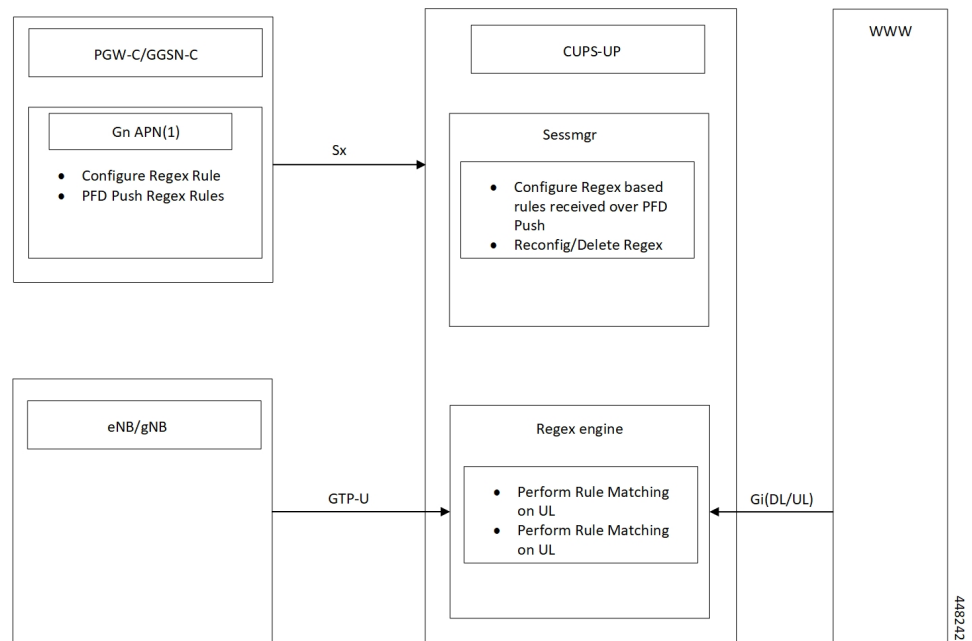 PGW-C/GGSN-C
Gn APN(1)
• Configure Regex Rule
• PFD Push Regex Rules
Sx
CUPS-UP
Sessmgr
• Configure Regex based
rules received over PFD
Push
• Reconfig/Delete Regex
WWW
eNB/gNB
GTP-U
Regex engine
• Perform Rule Matching
on UL
• Perform Rule Matching
on UL
Gi(DL/UL)
448242